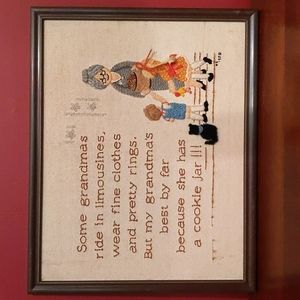 Some grandmas
ride in limousines,
wear fine clothes
and pretty rings.
But my grandma's
best by far
because she has
a cookie jar !!!